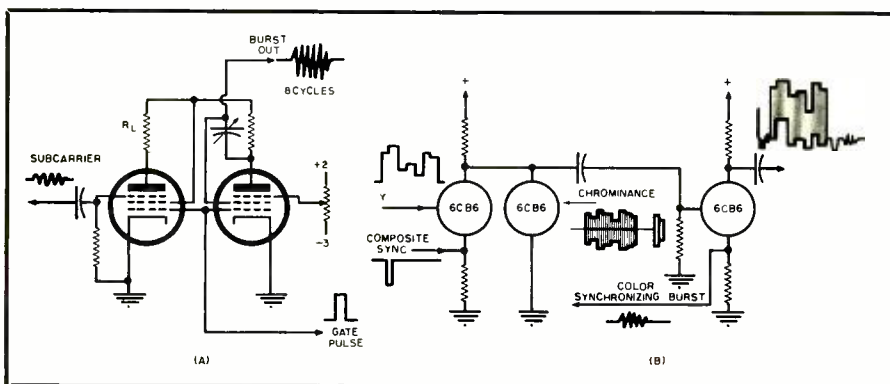 BURST
OUT
8CYCLES
RL
SUBCARRIER
+2
-3
GATE
PULSE
(A)
+
+
Y
6CB6
6CB6
CHROMINANCE
6CB6
COMPOSITE
SYNC
COLOR
SYNCHRONIZING BURST
(B)